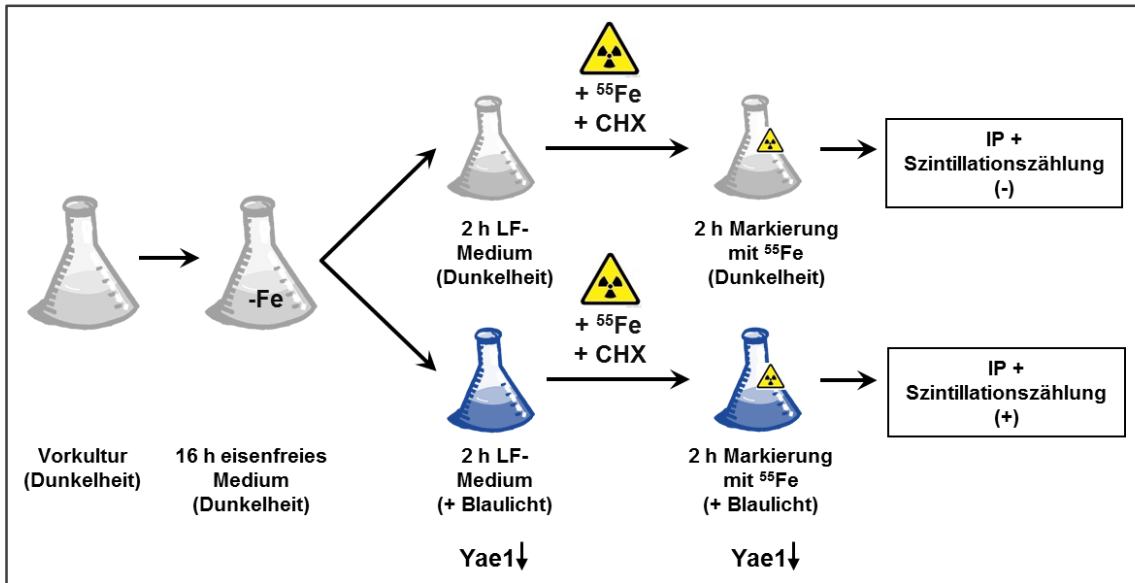 + ⁵⁵Fe
+ CHX
IP +
Szintillationszählung
(-)
2 h LF-
Medium
(Dunkelheit)
2 h Markierung
mit ⁵⁵Fe
(Dunkelheit)
-Fe
+ ⁵⁵Fe
+ CHX
IP +
Szintillationszählung
(+)
Vorkultur
(Dunkelheit)
16 h eisenfreies
Medium
(Dunkelheit)
2 h LF-
Medium
(+ Blaulicht)
2 h Markierung
mit ⁵⁵Fe
(+ Blaulicht)
Yae1↓
Yae1↓